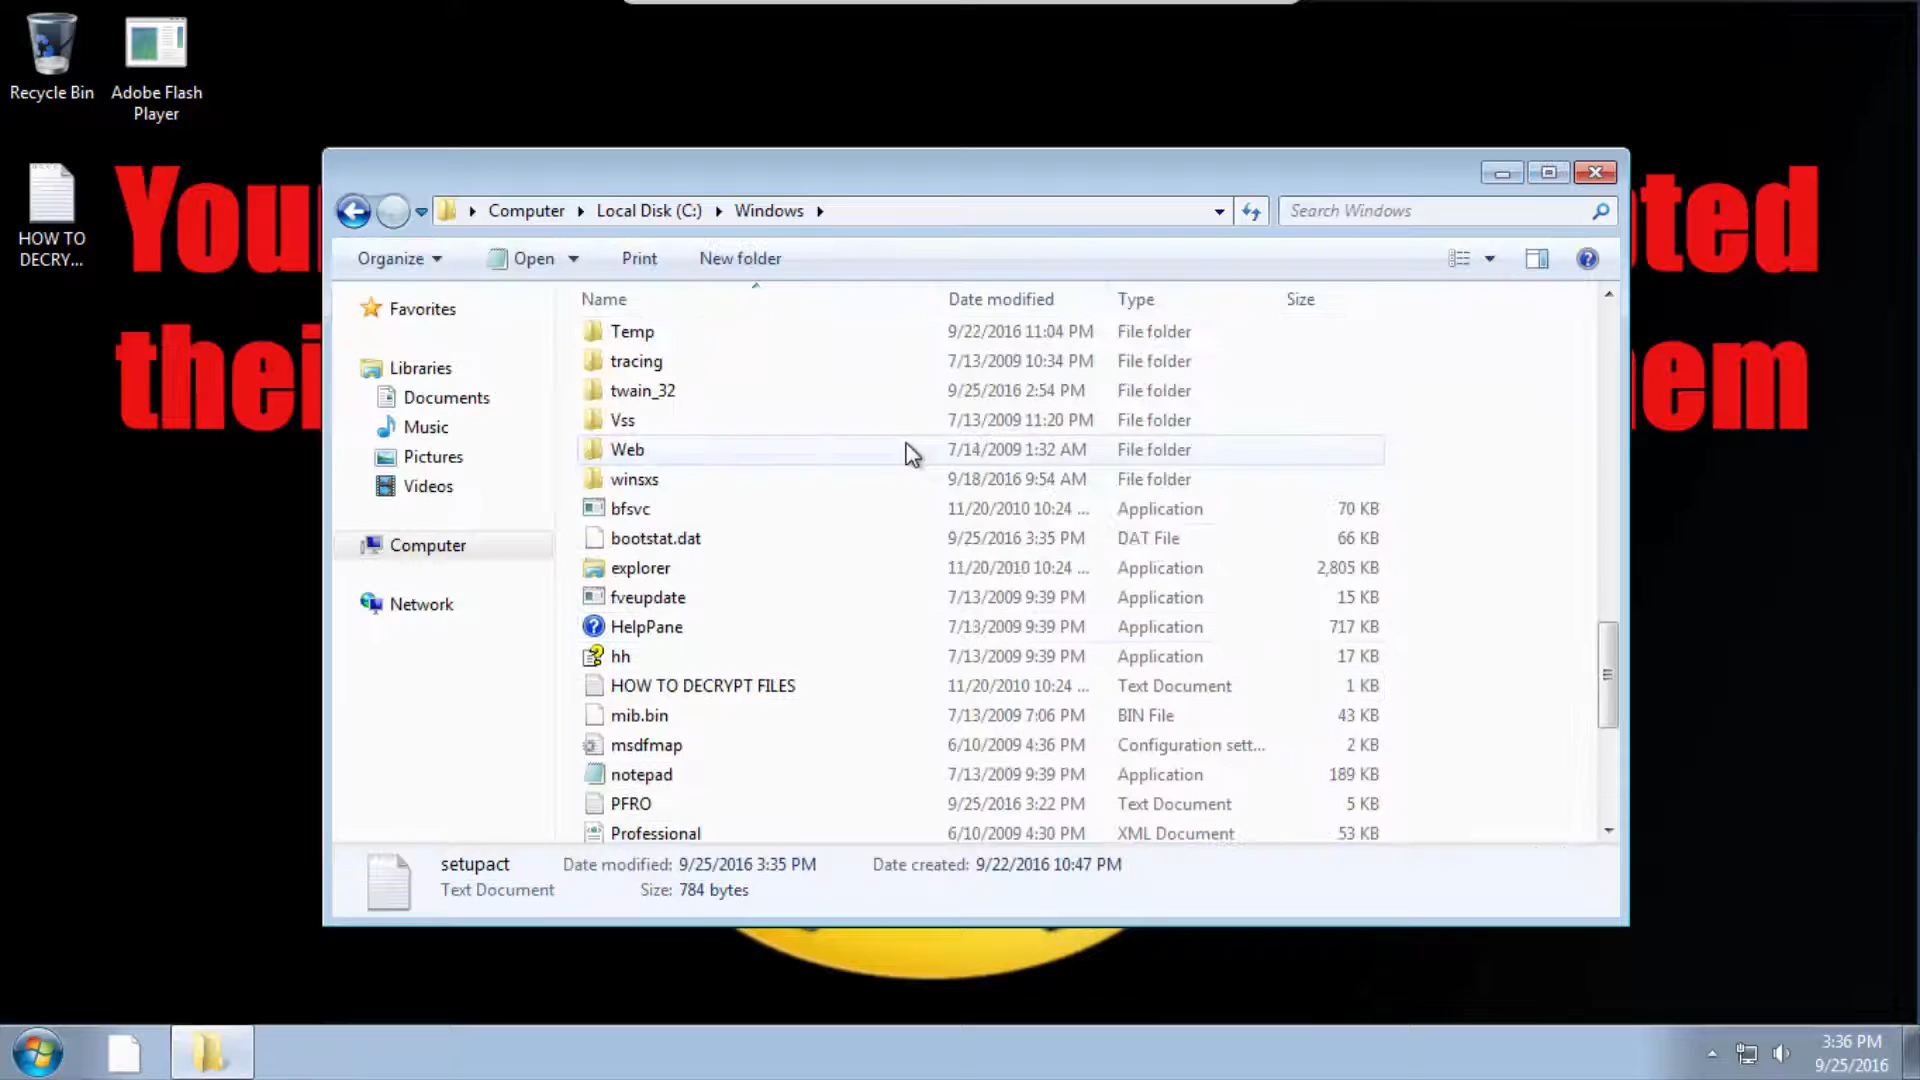 Recycle Bin
Adobe Flash
Player
HOW TO
DECRY...
You
ted
thei
em
Computer
Local Disk (C:)
Windows
Search Windows
Organize
Open
Print
New folder
Favorites
Libraries
Documents
Music
Pictures
Videos
Computer
Network
Name Date modified Type Size
Temp 9/22/2016 11:04 PM File folder
tracing 7/13/2009 10:34 PM File folder
twain_32 9/25/2016 2:54 PM File folder
Vss 7/13/2009 11:20 PM File folder
Web 7/14/2009 1:32 AM File folder
winsxs 9/18/2016 9:54 AM File folder
bfsvc 11/20/2010 10:24 ... Application 70 KB
bootstat.dat 9/25/2016 3:35 PM DAT File 66 KB
explorer 11/20/2010 10:24 ... Application 2,805 KB
fveupdate 7/13/2009 9:39 PM Application 15 KB
HelpPane 7/13/2009 9:39 PM Application 717 KB
hh 7/13/2009 9:39 PM Application 17 KB
HOW TO DECRYPT FILES 11/20/2010 10:24 ... Text Document 1 KB
mib.bin 7/13/2009 7:06 PM BIN File 43 KB
msdfmap 6/10/2009 4:36 PM Configuration sett... 2 KB
notepad 7/13/2009 9:39 PM Application 189 KB
PFRO 9/25/2016 3:22 PM Text Document 5 KB
Professional 6/10/2009 4:30 PM XML Document 53 KB
setupact Date modified: 9/25/2016 3:35 PM Date created: 9/22/2016 10:47 PM
Text Document Size: 784 bytes
3:36 PM
9/25/2016